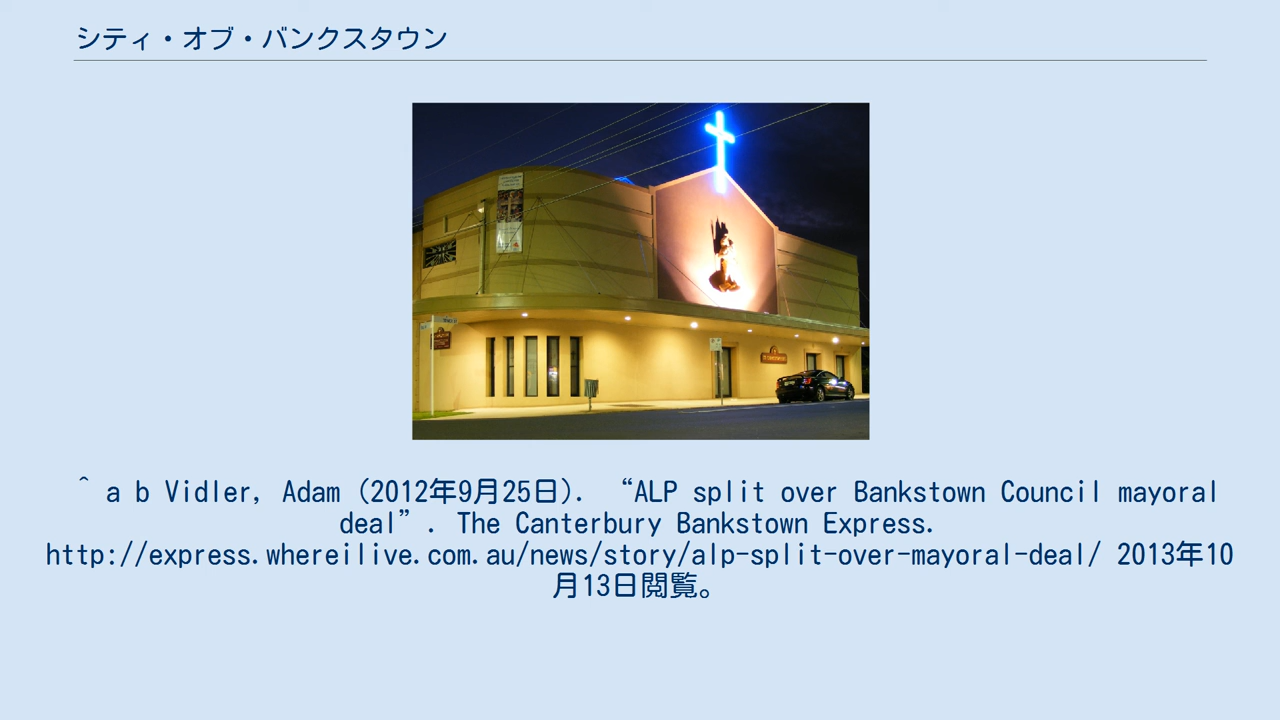 シティ・オブ・バンクスタウン
^ a b Vidler, Adam (2012年9月25日). “ALP split over Bankstown Council mayoral
deal”. The Canterbury Bankstown Express.
http://express.whereilive.com.au/news/story/alp-split-over-mayoral-deal/ 2013年10
月13日閲覧。